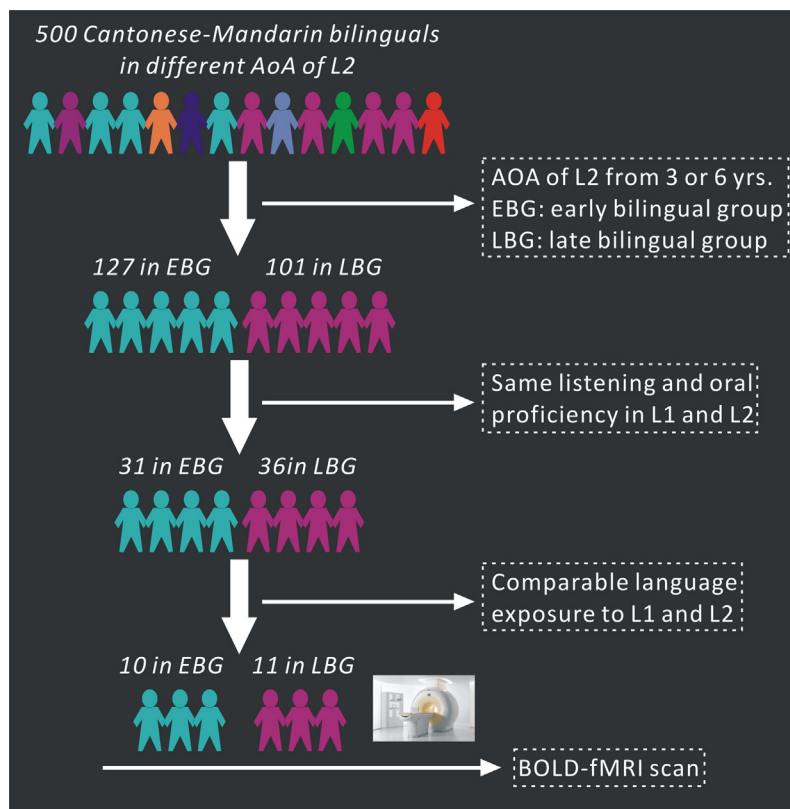 500 Cantonese-Mandarin bilinguals
in different AoA of L2
AOA of L2 from 3 or 6 yrs.
EBG: early bilingual group
LBG: late bilingual group
127 in EBG 101 in LBG
Same listening and oral
proficiency in L1 and L2
31 in EBG 36in LBG
Comparable language
exposure to L1 and L2
10 in EBG 11 in LBG
BOLD-fMRI scan